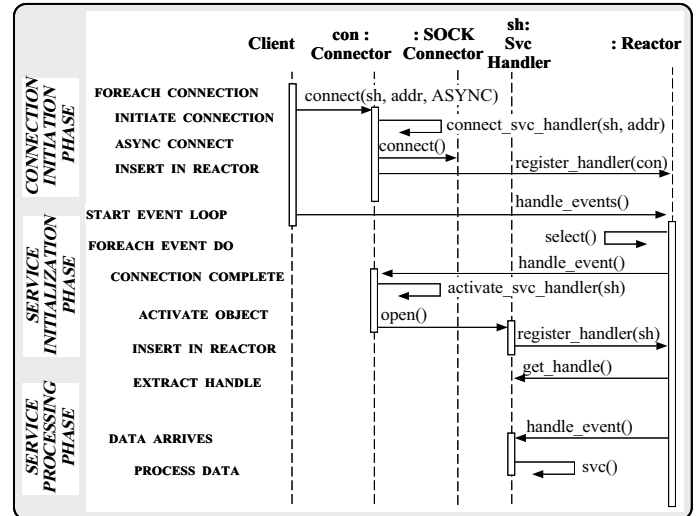 Client
con :
Connector
: SOCK
Connector
sh:
Svc
Handler
: Reactor
CONNECTION
INITIATION
PHASE
FOREACH CONNECTION
connect(sh, addr, ASYNC)
INITIATE CONNECTION
connect_svc_handler(sh, addr)
ASYNC CONNECT
connect()
INSERT IN REACTOR
register_handler(con)
SERVICE
INITIALIZATION
PHASE
START EVENT LOOP
handle_events()
FOREACH EVENT DO
select()
handle_event()
CONNECTION COMPLETE
activate_svc_handler(sh)
ACTIVATE OBJECT
open()
register_handler(sh)
INSERT IN REACTOR
get_handle()
EXTRACT HANDLE
SERVICE
PROCESSING
PHASE
handle_event()
DATA ARRIVES
PROCESS DATA
svc()